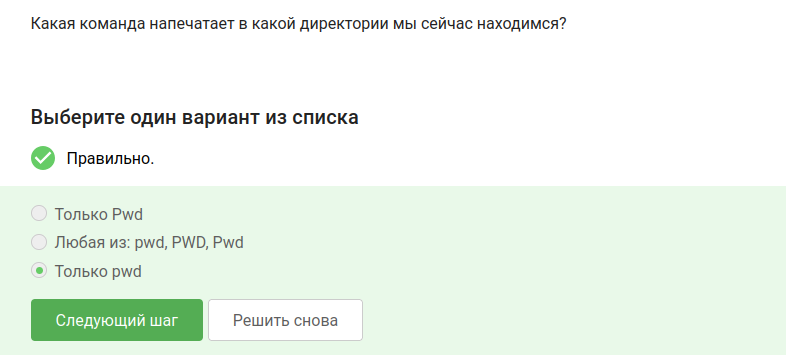 Какая команда напечатает в какой директории мы сейчас находимся?
Выберите один вариант из списка
Правильно.
Только Pwd
Любая из: pwd, PWD, Pwd
Только pwd
Следующий шаг
Решить снова